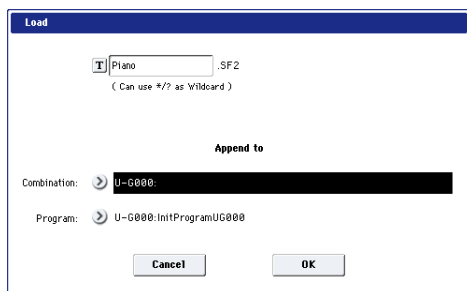 Load
T Piano .SF2
( Can use */? as Wildcard )
Append to
Combination: U-G000:
Program: U-G000:InitProgramUG000
Cancel OK